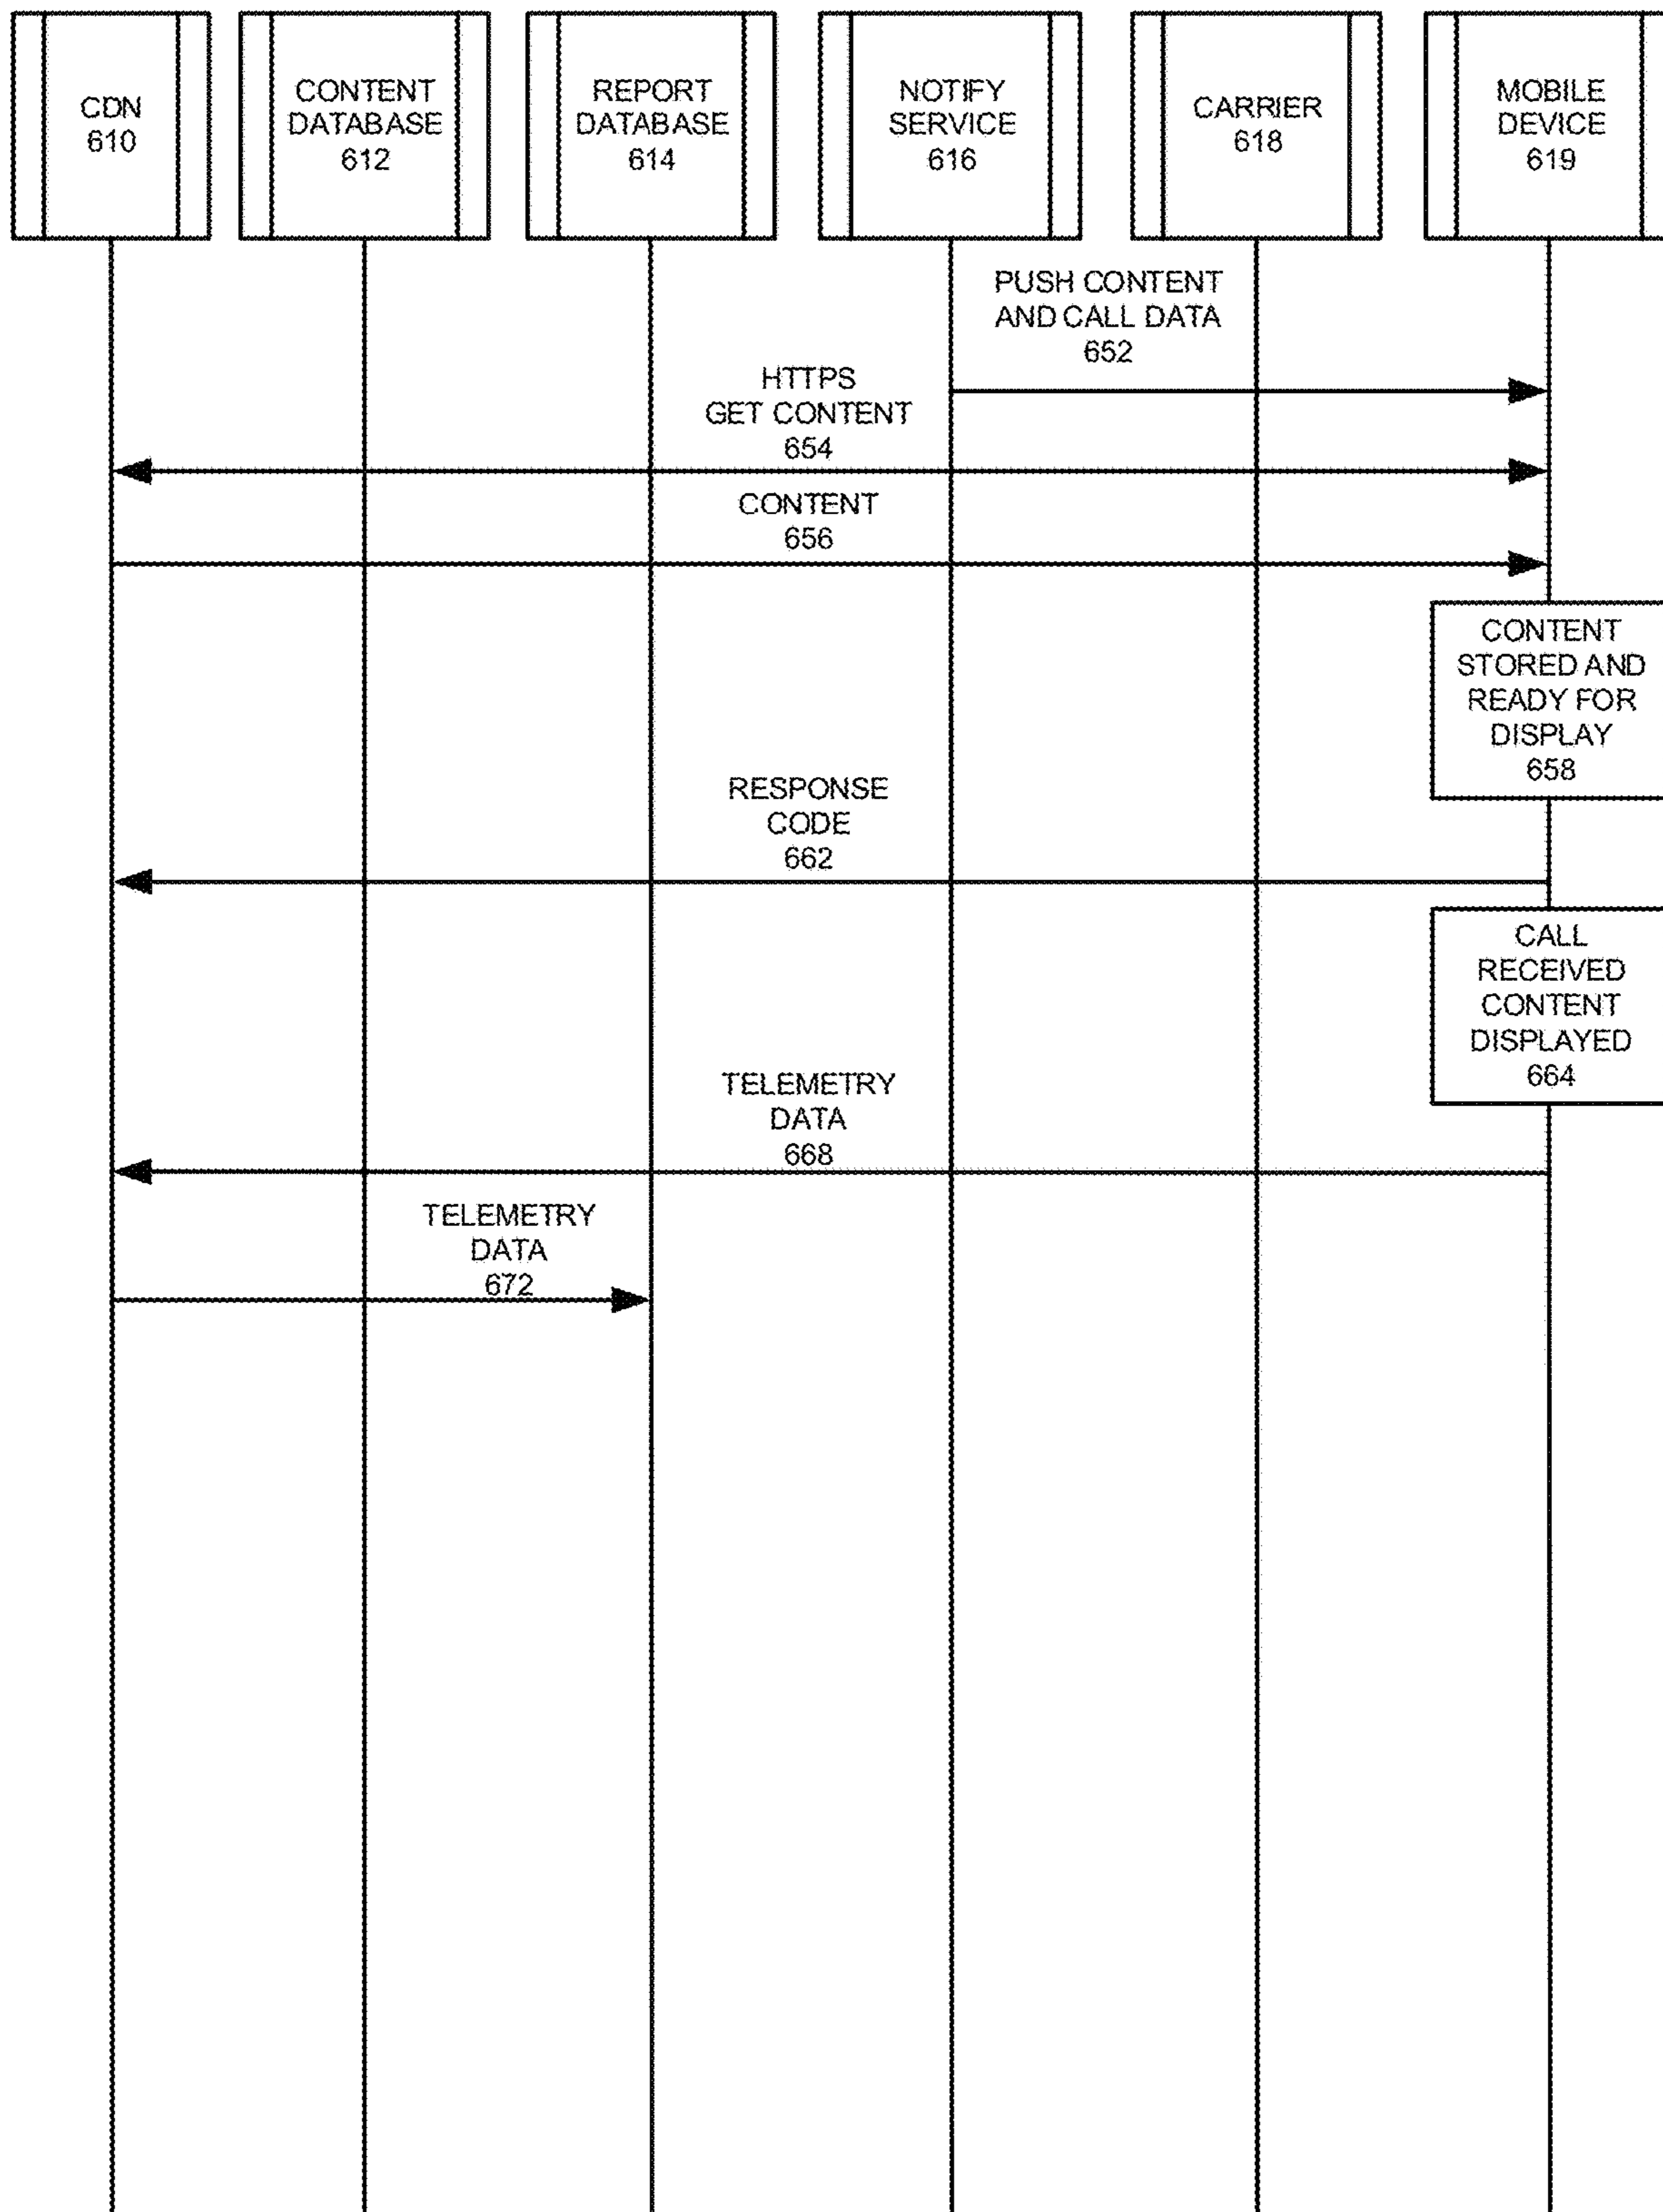 CDN
610
CONTENT
DATABASE
612
REPORT
DATABASE
614
NOTIFY
SERVICE
616
CARRIER
618
MOBILE
DEVICE
619
PUSH CONTENT
AND CALL DATA
652
HTTPS
GET CONTENT
654
CONTENT
656
CONTENT
STORED AND
READY FOR
DISPLAY
658
RESPONSE
CODE
662
CALL
RECEIVED
CONTENT
DISPLAYED
664
TELEMETRY
DATA
668
TELEMETRY
DATA
672